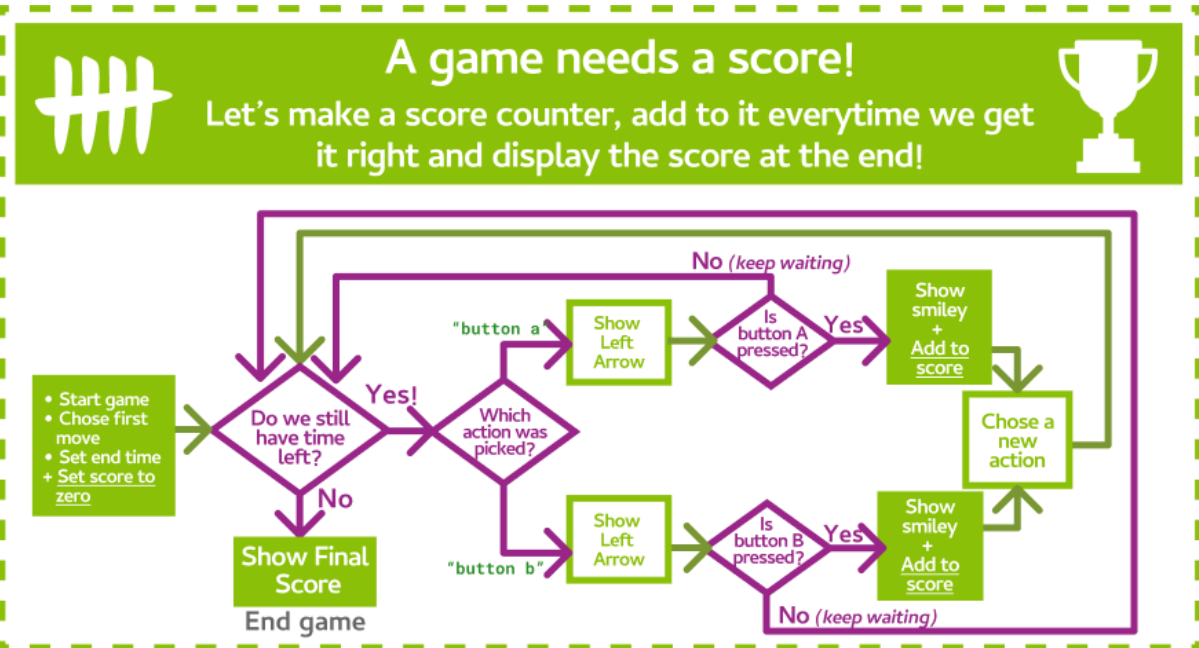 A game needs a score!
Let's make a score counter, add to it everytime we get
it right and display the score at the end!
No (keep waiting)
"button a"
Show
Left
Arrow
Is
button A
pressed?
Yes
Show
smiley
+
Add to
score
• Start game
• Chose first
move
• Set end time
+ Set score to
zero
Do we still
have time
left?
Yes!
Which
action was
picked?
Chose a
new
action
No
Show Final
Score
End game
"button b"
Show
Left
Arrow
Is
button B
pressed?
Yes
Show
smiley
+
Add to
score
No (keep waiting)